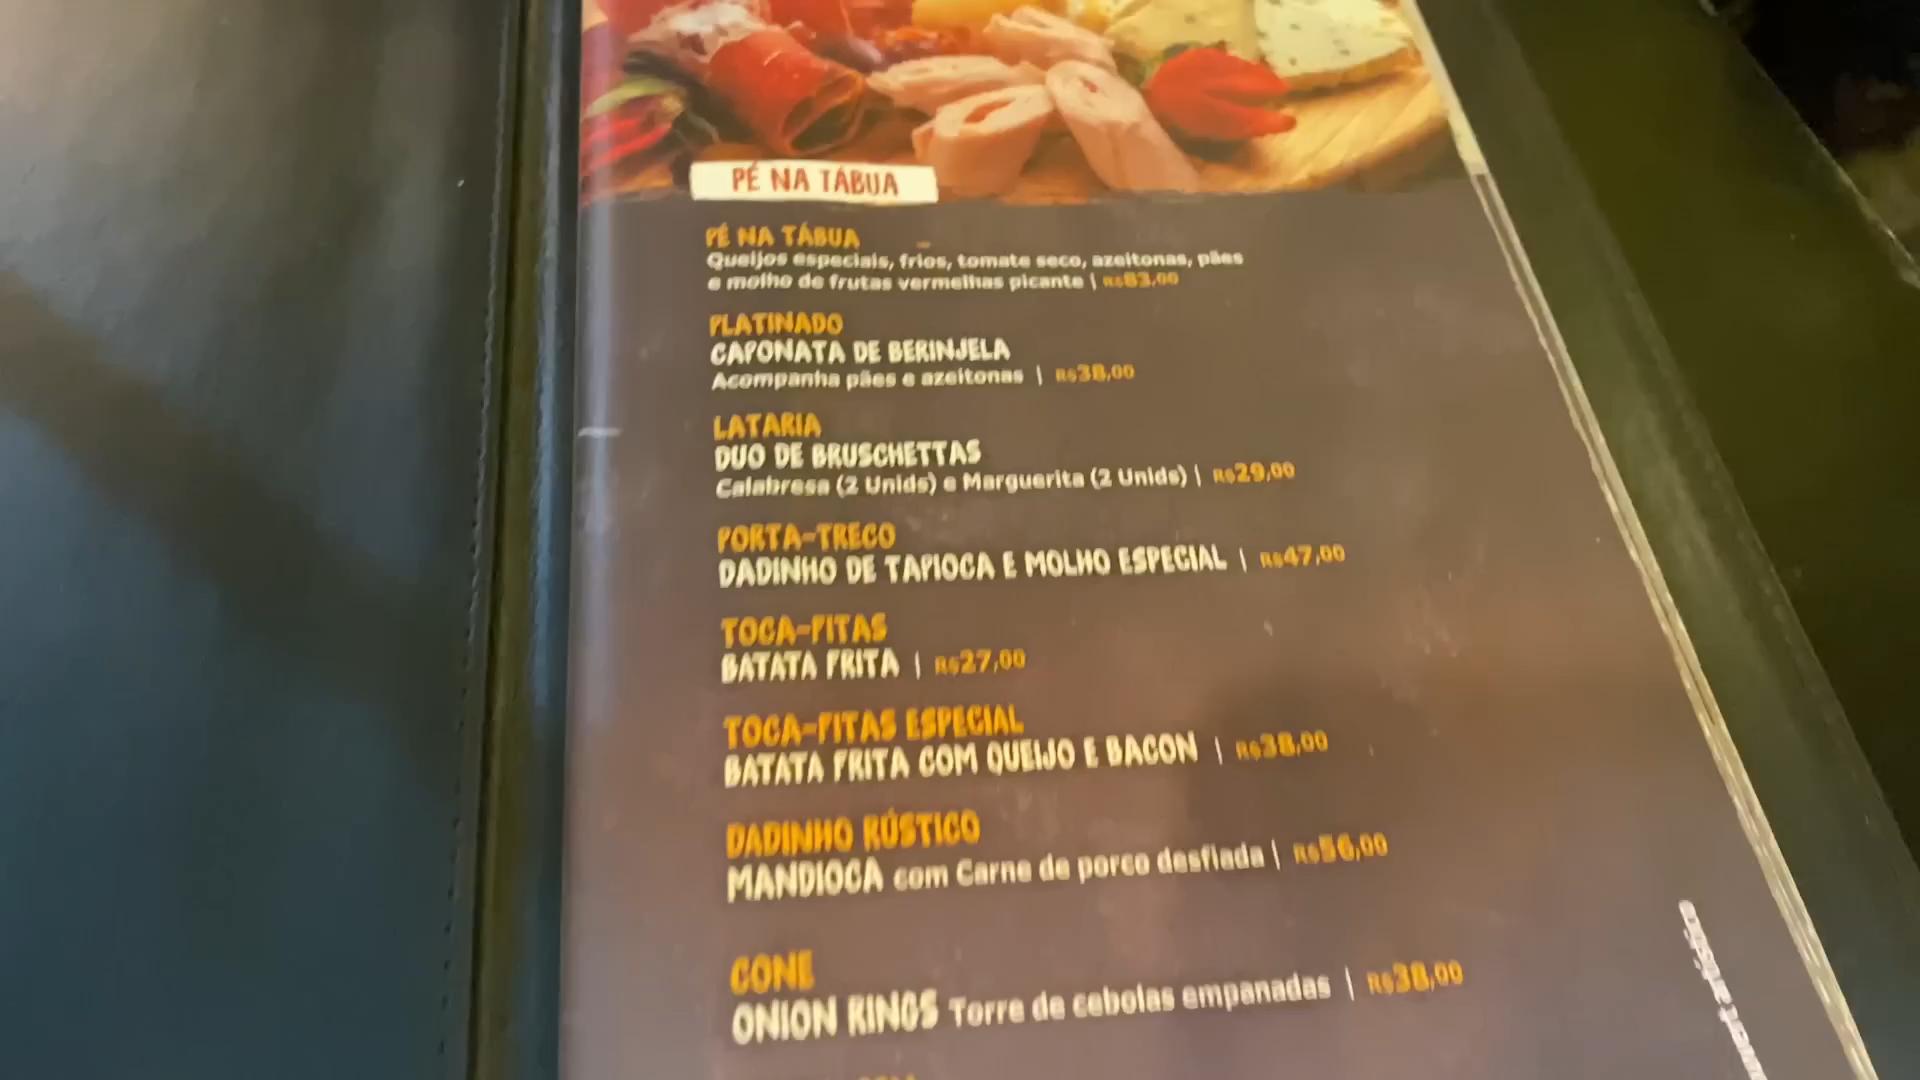 PÉ NA TÁBUA
PÉ NA TÁBUA
Queijos especiais, frios, tomate seco, azeitonas, pães
e molho de frutas vermelhas picante | R$83,00
PLATINADO
CAPONATA DE BERINJELA
Acompanha pães e azeitonas | R$38,00
LATARIA
DUO DE BRUSCHETTAS
Calabresa (2 Unids) e Marguerita (2 Unids) | R$29,00
PORTA-TRECO
DADINHO DE TAPIOCA E MOLHO ESPECIAL | R$47,00
TOCA-FITAS
BATATA FRITA | R$27,00
TOCA-FITAS ESPECIAL
BATATA FRITA COM QUEIJO E BACON | R$38,00
DADINHO RÚSTICO
MANDIOCA com Carne de porco desfiada | R$56,00
CONE
ONION RINGS Torre de cebolas empanadas | R$38,00